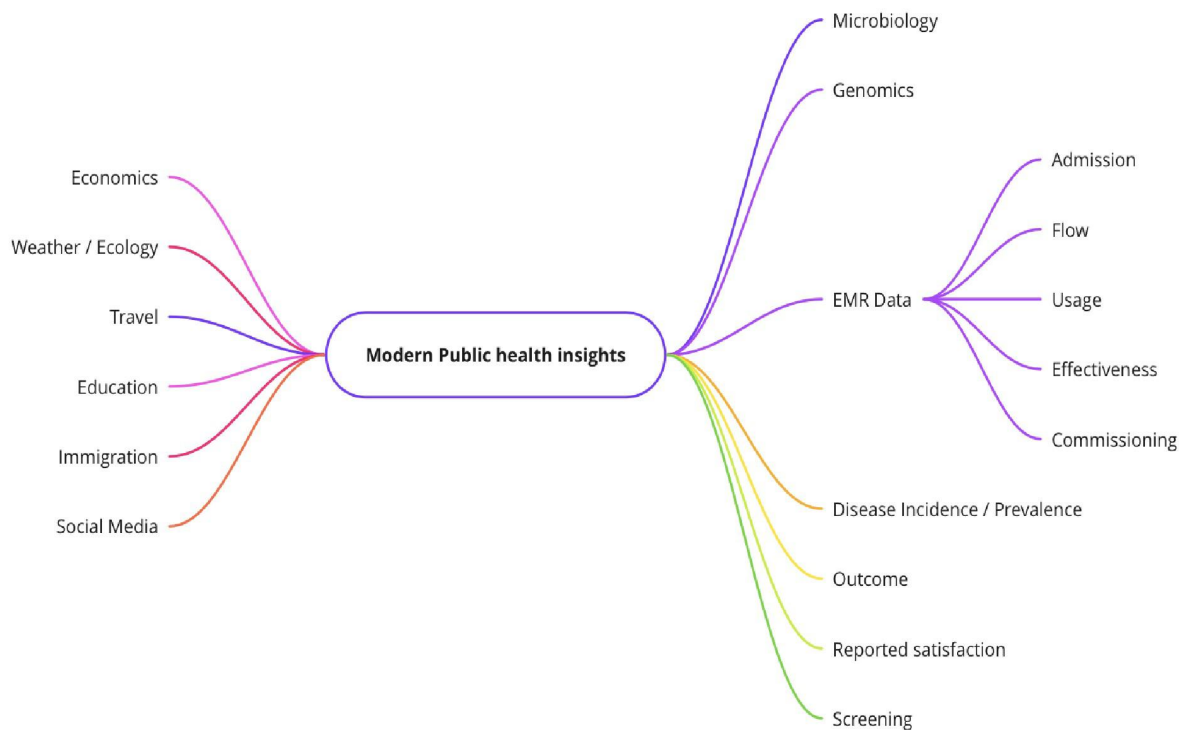 Economics
Weather / Ecology
Travel
Education
Immigration
Social Media
Modern Public health insights
Microbiology
Genomics
EMR Data
Admission
Flow
Usage
Effectiveness
Commissioning
Disease Incidence / Prevalence
Outcome
Reported satisfaction
Screening